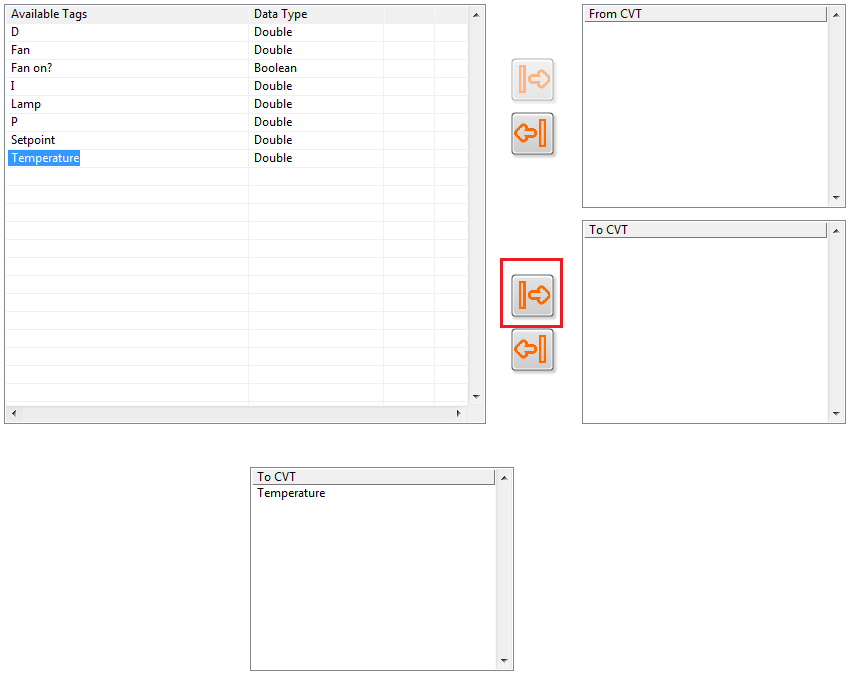 Available Tags Data Type
D Double
Fan Double
Fan on? Boolean
I Double
Lamp Double
P Double
Setpoint Double
Temperature Double
From CVT
To CVT
To CVT
Temperature